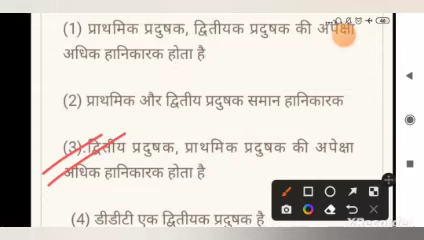 (1) प्राथमिक प्रदुषक, द्वितीयक प्रदुषक की अपेक्षा
अधिक हानिकारक होता है
(2) प्राथमिक और द्वितीय प्रदुषक समान हानिकारक
(3).द्वितीय प्रदुषक, प्राथमिक प्रदुषक की अपेक्षा
अधिक हानिकारक होता है
(4) डीडीटी एक द्वितीयक प्रदुषक है